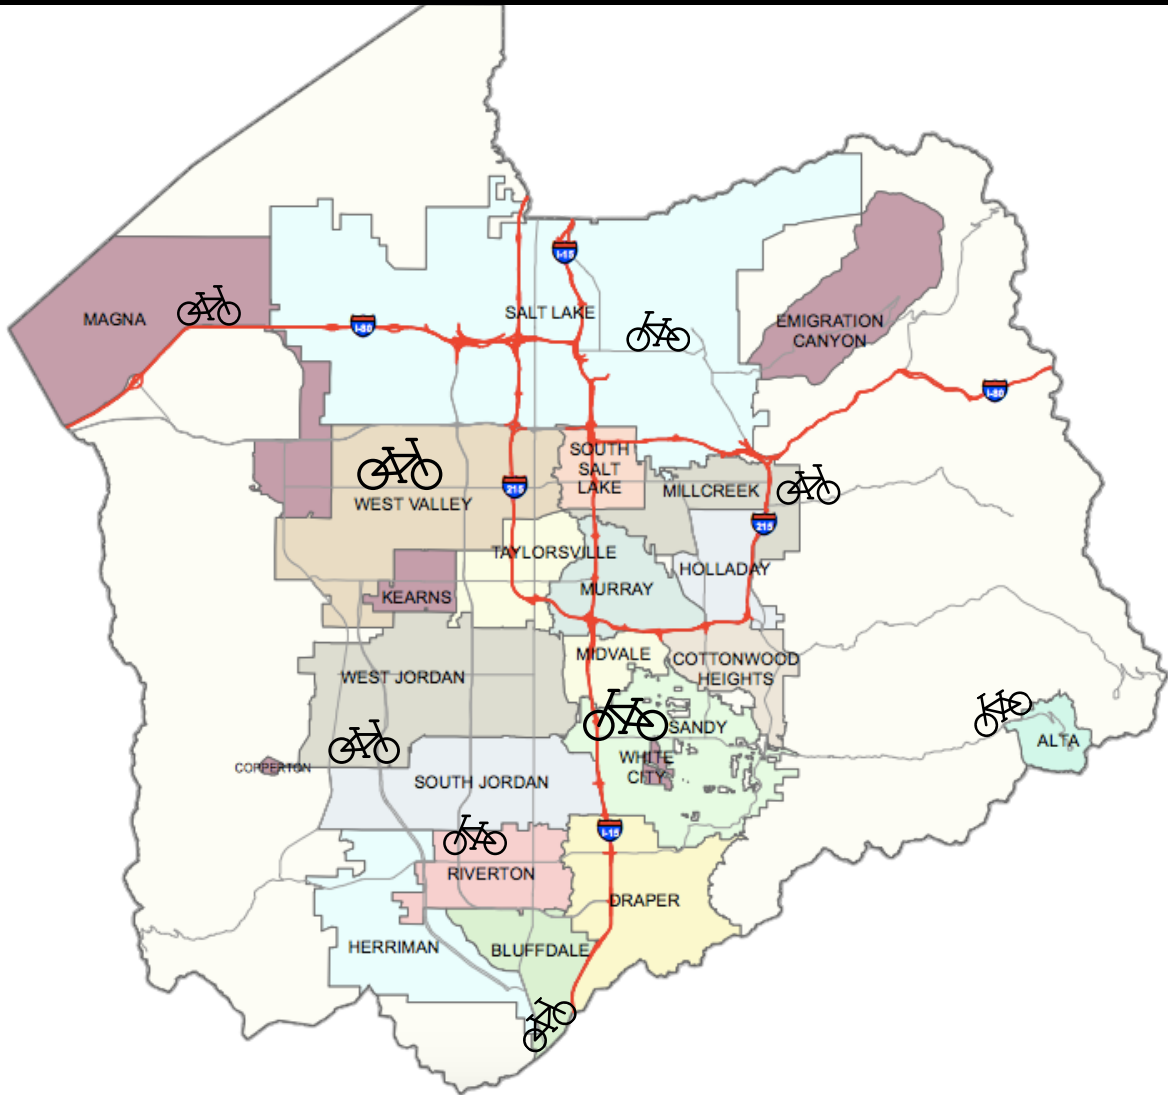 I-15
SALT LAKE
MAGNA
I-80
EMIGRATION
CANYON
I-80
SOUTH
SALT
LAKE
WEST VALLEY
215
MILLCREEK
215
TAYLORSVILLE
HOLLADAY
MURRAY
KEARNS
MIDVALE
COTTONWOOD
HEIGHTS
WEST JORDAN
SANDY
ALTA
WHITE
CITY
COPPERTON
SOUTH JORDAN
I-15
RIVERTON
DRAPER
HERRIMAN
BLUFFDALE